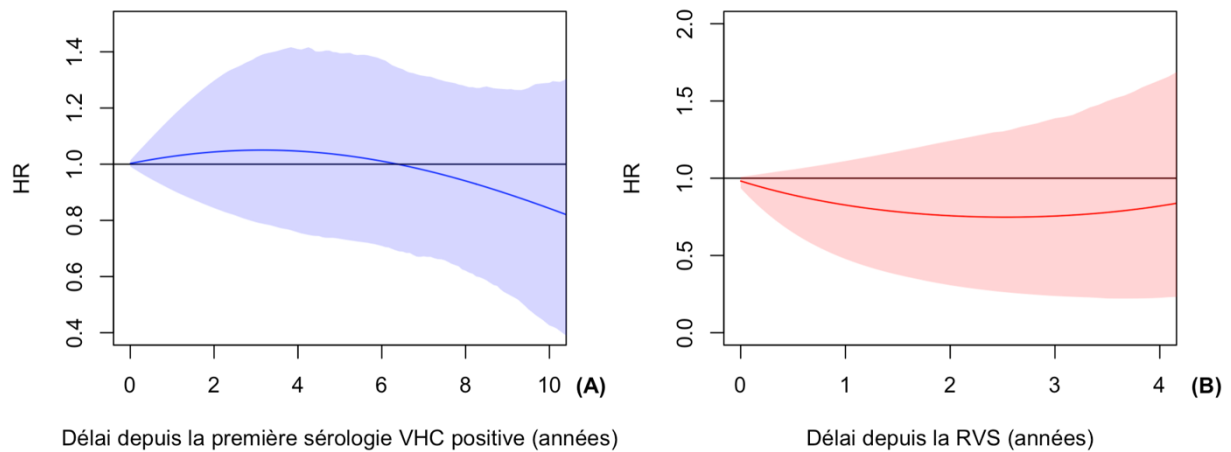 HR
1.4
1.2
1.0
0.8
0.6
0.4
0 2 4 6 8 10 (A)
Délai depuis la première sérologie VHC positive (années)
HR
2.0
1.5
1.0
0.5
0.0
0 1 2 3 4 (B)
Délai depuis la RVS (années)